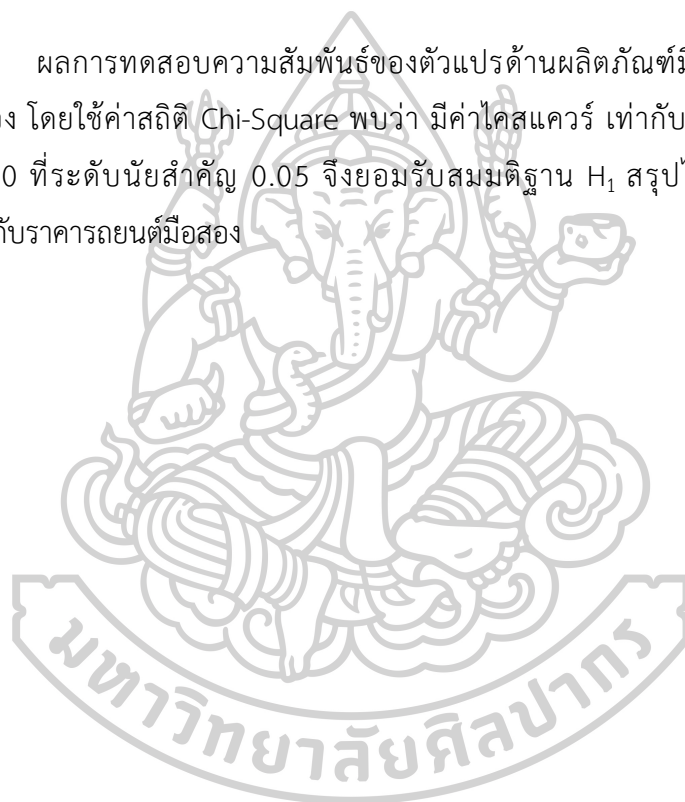 ผลการทดสอบความสัมพันธ์ของตัวแปรด้านผลิตภัณฑ์มี
โดยใช้ค่าสถิติ Chi-Square พบว่า มีค่าไคสแควร์ เท่ากับ
0 ที่ระดับนัยสำคัญ 0.05 จึงยอมรับสมมติฐาน H₁ สรุป
กับราคารถยนต์มือสอง
มหาวิทยาลัยศิลปากร